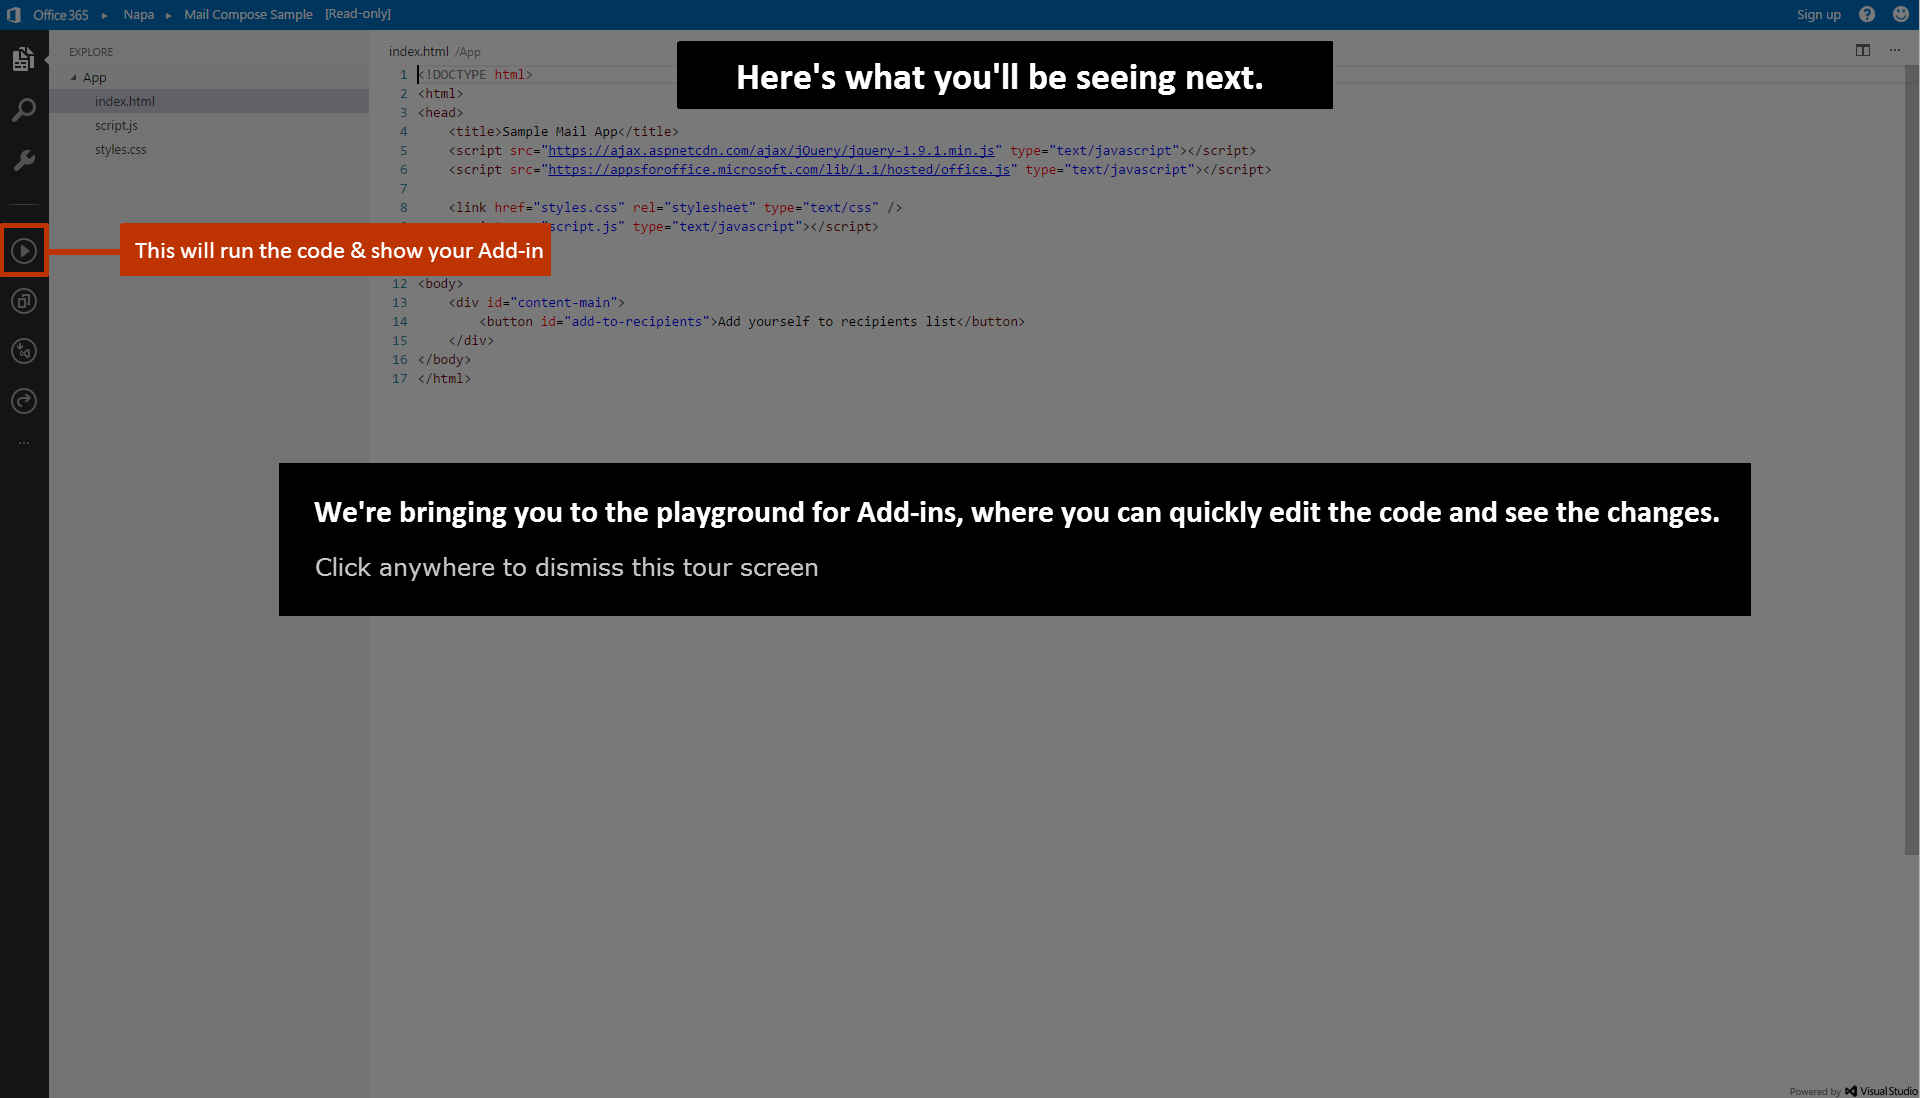 Office 365 ▸ Napa ▸ Mail Compose Sample [Read-only]
Sign up
EXPLORE
App
index.html
script.js
styles.css
index.html /App
Here's what you'll be seeing next.
1 <!DOCTYPE html>
2 <html>
3 <head>
4 <title>Sample Mail App</title>
5 <script src="https://ajax.aspnetcdn.com/ajax/jQuery/jquery-1.9.1.min.js" type="text/javascript"></script>
6 <script src="https://appsforoffice.microsoft.com/lib/1.1/hosted/office.js" type="text/javascript"></script>
7
8 <link href="styles.css" rel="stylesheet" type="text/css" />
script.js" type="text/javascript"></script>
This will run the code & show your Add-in
12 <body>
13 <div id="content-main">
14 <button id="add-to-recipients">Add yourself to recipients list</button>
15 </div>
16 </body>
17 </html>
We're bringing you to the playground for Add-ins, where you can quickly edit the code and see the changes.
Click anywhere to dismiss this tour screen
Powered by Visual Studio